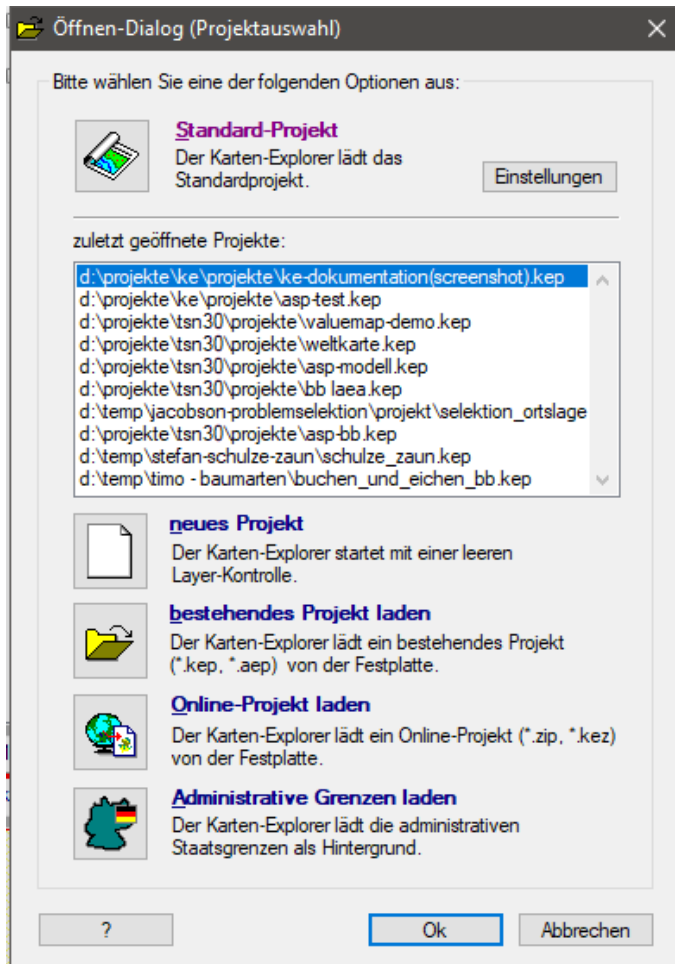 Öffnen-Dialog (Projektauswahl)
Bitte wählen Sie eine der folgenden Optionen aus:
Standard-Projekt
Der Karten-Explorer lädt das
Standardprojekt.
Einstellungen
zuletzt geöffnete Projekte:
d:\projekte\ke\projekte\ke-dokumentation(screenshot).kep
d:\projekte\ke\projekte\asp-test.kep
d:\projekte\tsn30\projekte\valuemap-demo.kep
d:\projekte\tsn30\projekte\weltkarte.kep
d:\projekte\tsn30\projekte\asp-modell.kep
d:\projekte\tsn30\projekte\bb laea.kep
d:\temp\jacobson-problemselektion\projekt\selektion_ortslage
d:\projekte\tsn30\projekte\asp-bb.kep
d:\temp\stefan-schulze-zaun\schulze_zaun.kep
d:\temp\timo - baumarten\buchen_und_eichen_bb.kep
neues Projekt
Der Karten-Explorer startet mit einer leeren
Layer-Kontrolle.
bestehendes Projekt laden
Der Karten-Explorer lädt ein bestehendes Projekt
(*.kep, *.aep) von der Festplatte.
Online-Projekt laden
Der Karten-Explorer lädt ein Online-Projekt (*.zip, *.kez)
von der Festplatte.
Administrative Grenzen laden
Der Karten-Explorer lädt die administrativen
Staatsgrenzen als Hintergrund.
?
Ok
Abbrechen